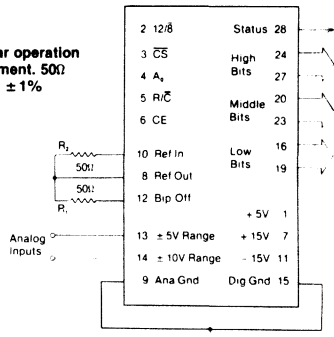 ar operation
ment. 50Ω
± 1%
2 12/8̅
3 C̅S̅
4 A₀
5 R/C̅
6 CE
10 Ref In
8 Ref Out
12 Bip Off
13 ± 5V Range
14 ± 10V Range
9 Ana Gnd
Status 28
High Bits
24
27
Middle Bits
20
23
Low Bits
16
19
+ 5V 1
+ 15V 7
− 15V 11
Dig Gnd 15
R₂
50Ω
50Ω
R₁
Analog
Inputs